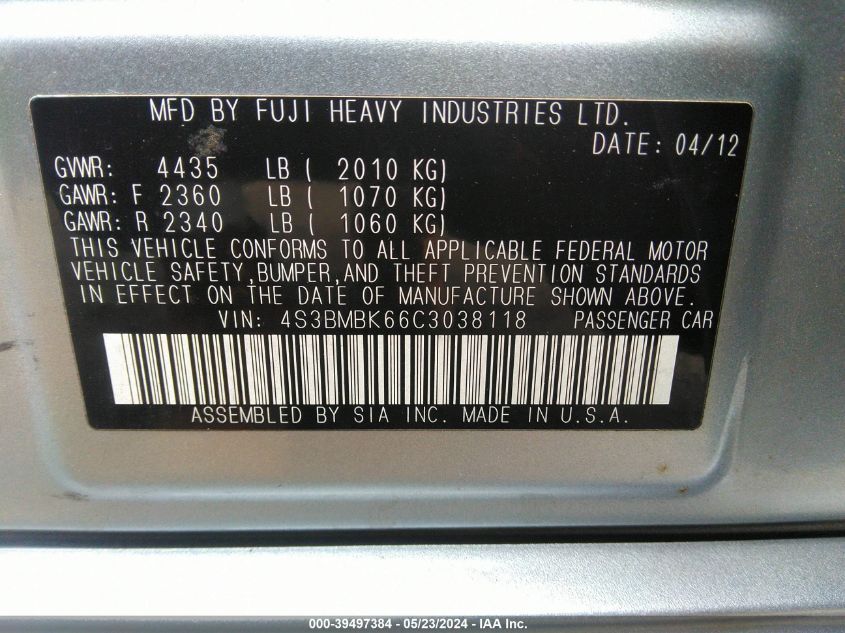 MFD BY FUJI HEAVY INDUSTRIES LTD.
DATE: 04/12
GVWR: 4435 LB ( 2010 KG)
GAWR: F 2360 LB ( 1070 KG)
GAWR: R 2340 LB ( 1060 KG)
THIS VEHICLE CONFORMS TO ALL APPLICABLE FEDERAL MOTOR
VEHICLE SAFETY,BUMPER,AND THEFT PREVENTION STANDARDS
IN EFFECT ON THE DATE OF MANUFACTURE SHOWN ABOVE.
VIN: 4S3BMBK66C3038118 PASSENGER CAR
ASSEMBLED BY SIA INC. MADE IN U.S.A.
000-39497384 - 05/23/2024 - IAA Inc.